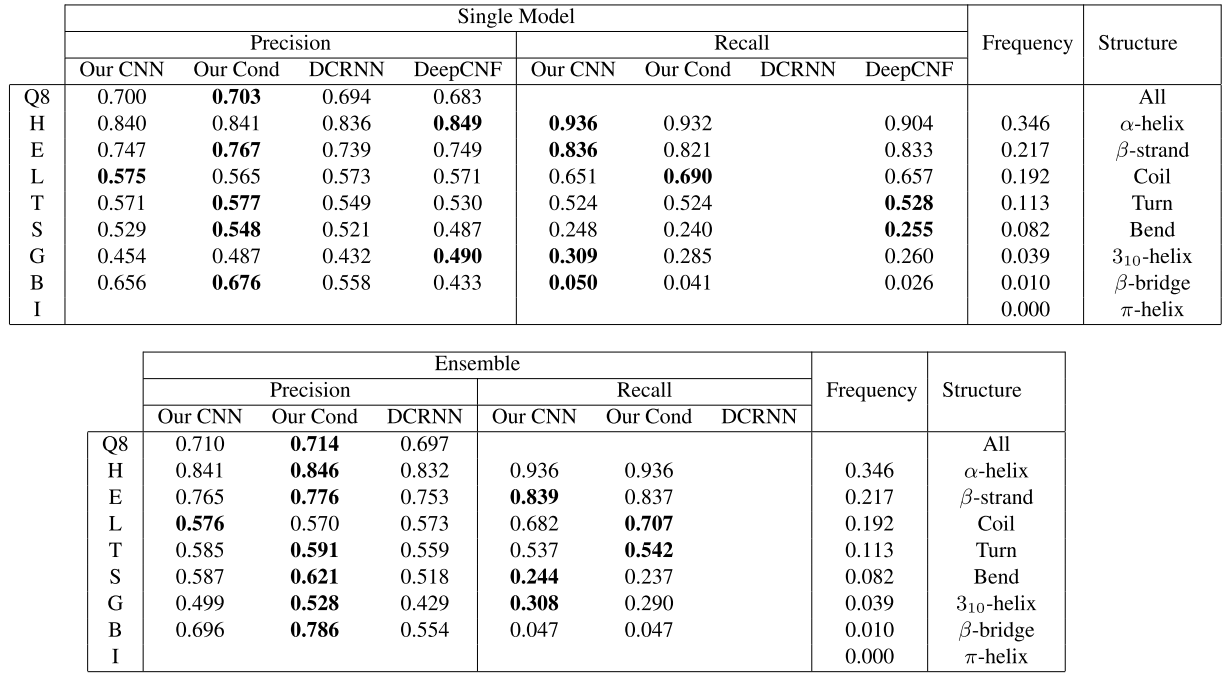 Single Model
Precision Recall Frequency Structure
Our CNN Our Cond DCRNN DeepCNF Our CNN Our Cond DCRNN DeepCNF
Q8 0.700 0.703 0.694 0.683 All
H 0.840 0.841 0.836 0.849 0.936 0.932 0.904 0.346 α-helix
E 0.747 0.767 0.739 0.749 0.836 0.821 0.833 0.217 β-strand
L 0.575 0.565 0.573 0.571 0.651 0.690 0.657 0.192 Coil
T 0.571 0.577 0.549 0.530 0.524 0.524 0.528 0.113 Turn
S 0.529 0.548 0.521 0.487 0.248 0.240 0.255 0.082 Bend
G 0.454 0.487 0.432 0.490 0.309 0.285 0.260 0.039 3₁₀-helix
B 0.656 0.676 0.558 0.433 0.050 0.041 0.026 0.010 β-bridge
I 0.000 π-helix
Ensemble
Precision Recall Frequency Structure
Our CNN Our Cond DCRNN Our CNN Our Cond DCRNN
Q8 0.710 0.714 0.697 All
H 0.841 0.846 0.832 0.936 0.936 0.346 α-helix
E 0.765 0.776 0.753 0.839 0.837 0.217 β-strand
L 0.576 0.570 0.573 0.682 0.707 0.192 Coil
T 0.585 0.591 0.559 0.537 0.542 0.113 Turn
S 0.587 0.621 0.518 0.244 0.237 0.082 Bend
G 0.499 0.528 0.429 0.308 0.290 0.039 3₁₀-helix
B 0.696 0.786 0.554 0.047 0.047 0.010 β-bridge
I 0.000 π-helix